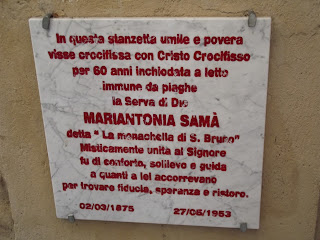 In questa stanzetta umile e povera
visse crocifissa con Cristo Crocifisso
per 60 anni inchiodata a letto
immune da piaghe
la Serva di Dio
MARIANTONIA SAMÀ
detta "La monachella di S. Bruno"
Misticamente unita al Signore
fu di conforto, sollievo e guida
a quanti a lei accorrevano
per trovare fiducia, speranza e ristoro.
02/03/1875 27/05/1953